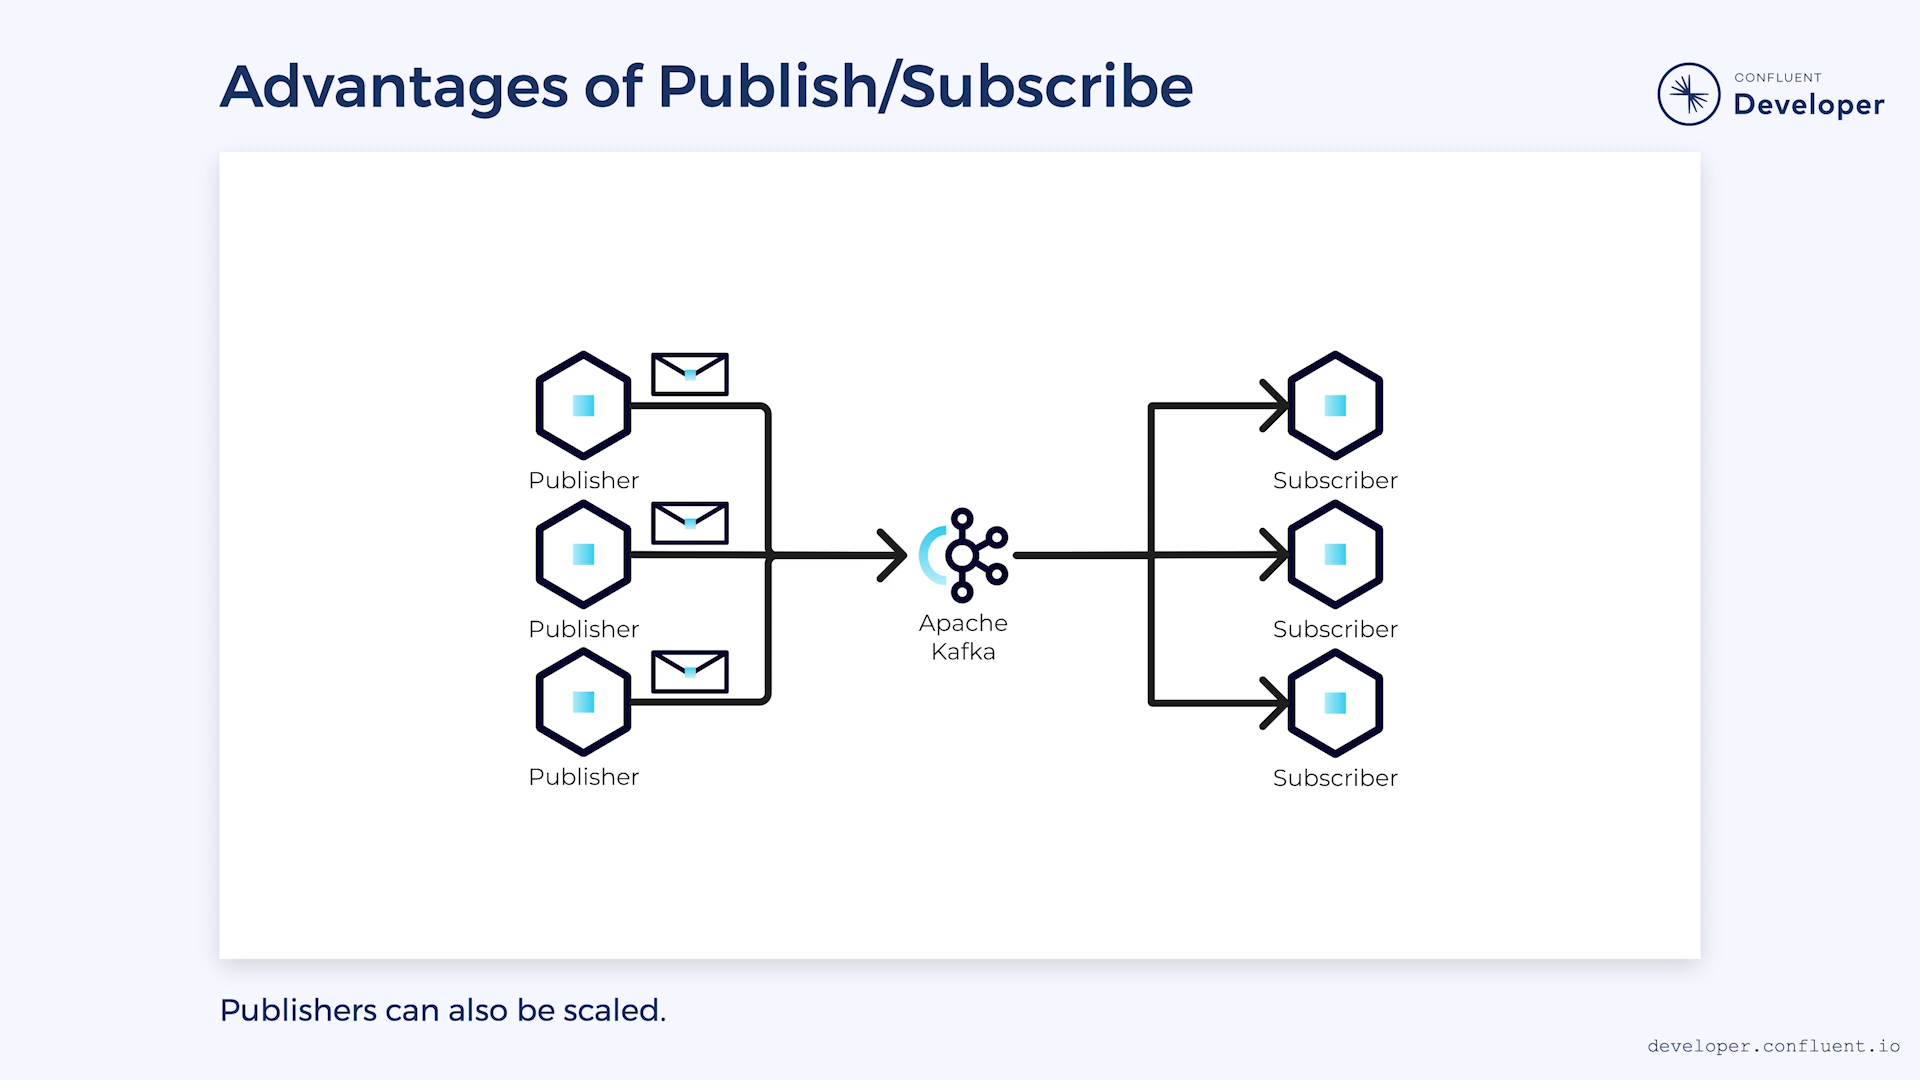 Advantages of Publish/Subscribe
CONFLUENT
Developer
Publisher
Publisher
Publisher
Apache
Kafka
Subscriber
Subscriber
Subscriber
Publishers can also be scaled.
developer.confluent.io